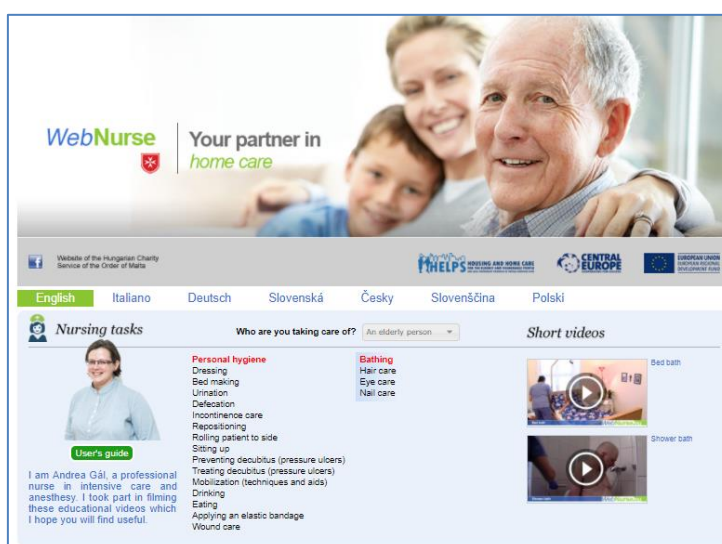 WebNurse
Your partner in
home care
Website of the Hungarian Charity
Service of the Order of Malta
HELPS HOUSING AND HOME CARE
CENTRAL
EUROPE
EUROPEAN UNION
EUROPEAN REGIONAL
DEVELOPMENT FUND
English Italiano Deutsch Slovenská Česky Slovenščina Polski
Nursing tasks
Who are you taking care of? An elderly person
Short videos
Personal hygiene
Dressing
Bed making
Urination
Defecation
Incontinence care
Repositioning
Rolling patient to side
Sitting up
Preventing decubitus (pressure ulcers)
Treating decubitus (pressure ulcers)
Mobilization (techniques and aids)
Drinking
Eating
Applying an elastic bandage
Wound care
Bathing
Hair care
Eye care
Nail care
Bed bath
Shower bath
User's guide
I am Andrea Gál, a professional
nurse in intensive care and
anesthesy. I took part in filming
these educational videos which
I hope you will find useful.